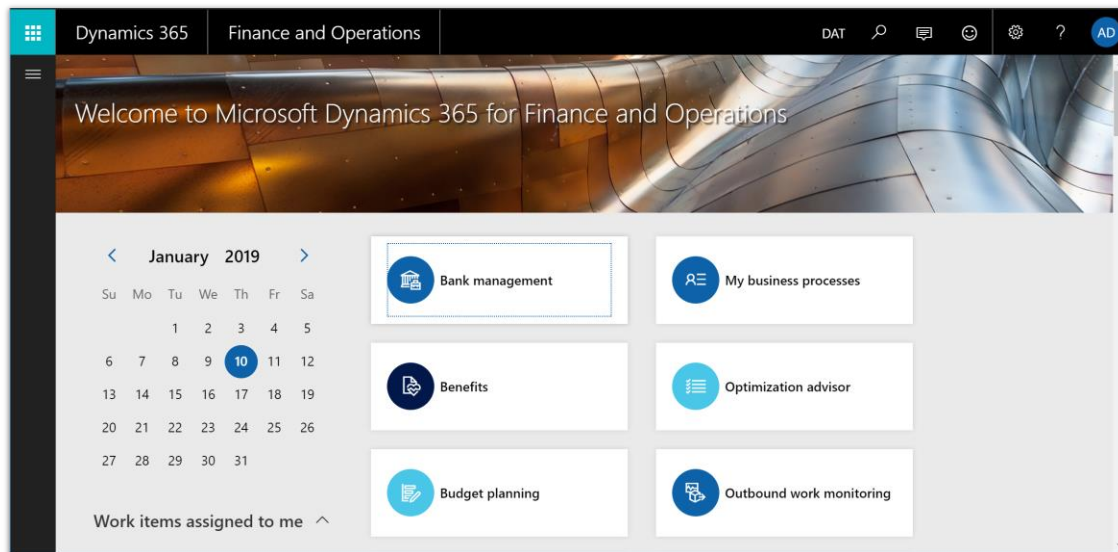 Dynamics 365 Finance and Operations DAT ? AD
Welcome to Microsoft Dynamics 365 for Finance and Operations
January 2019
Su Mo Tu We Th Fr Sa
1 2 3 4 5
6 7 8 9 10 11 12
13 14 15 16 17 18 19
20 21 22 23 24 25 26
27 28 29 30 31
Work items assigned to me
Bank management
My business processes
Benefits
Optimization advisor
Budget planning
Outbound work monitoring